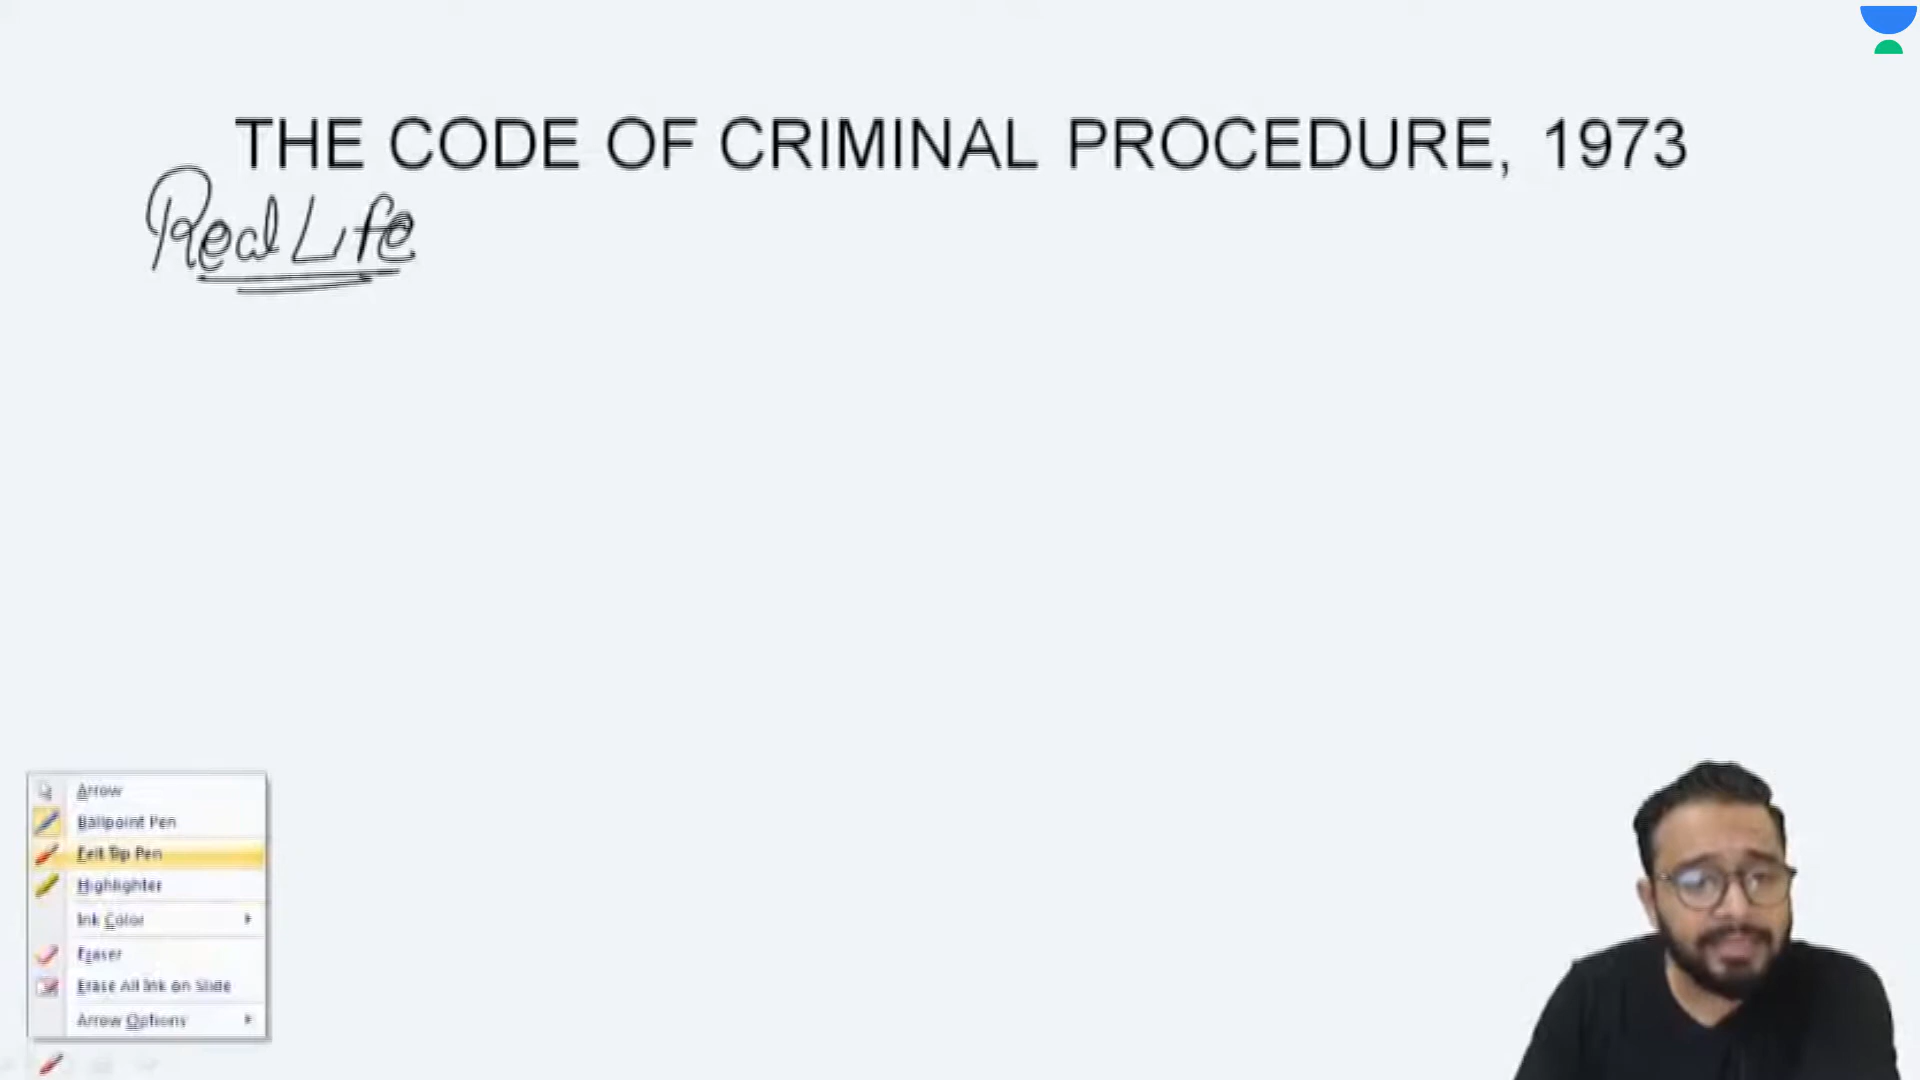 THE CODE OF CRIMINAL PROCEDURE, 1973
Real Life
Arrow
Ballpoint Pen
Felt Tip Pen
Highlighter
Ink Color
Eraser
Erase All Ink on Slide
Arrow Options